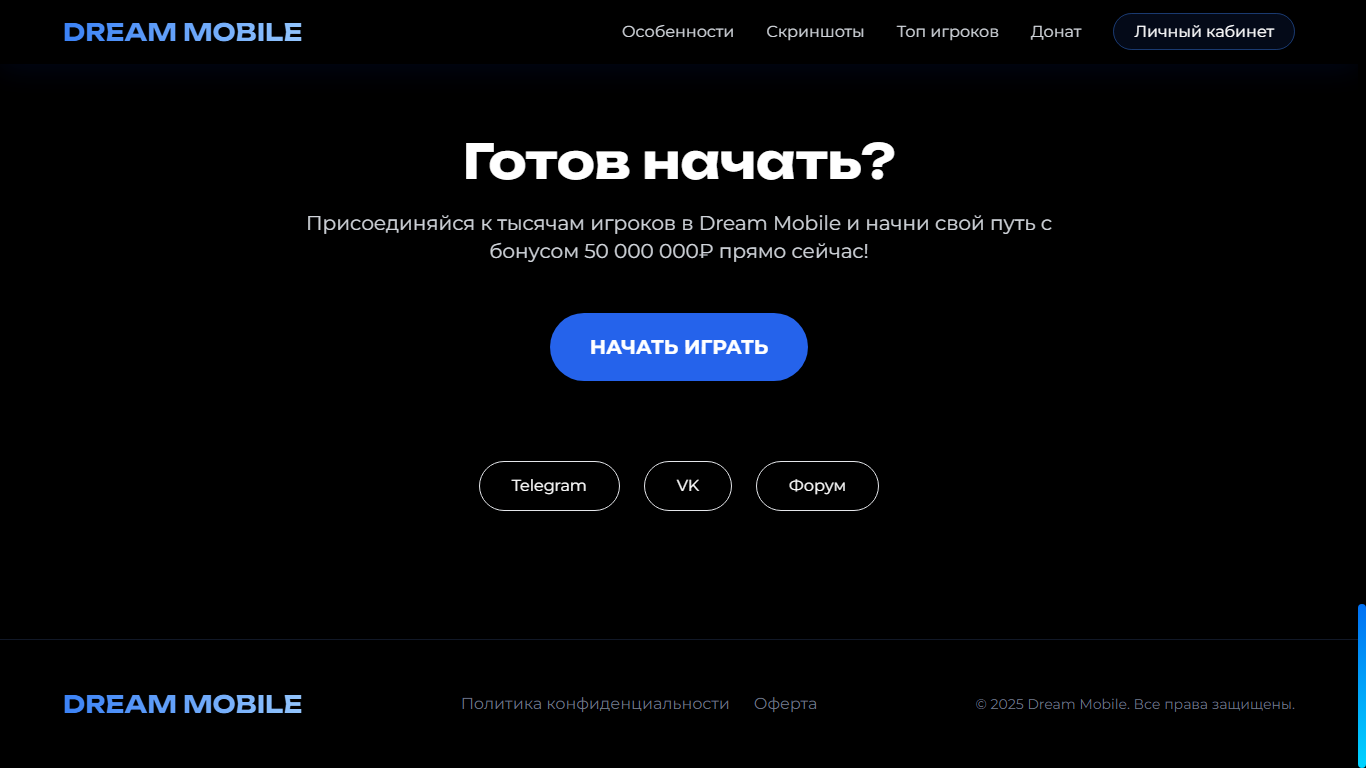 DREAM MOBILE
Особенности
Скриншоты
Топ игроков
Донат
Личный кабинет
Готов начать?
Присоединяйся к тысячам игроков в Dream Mobile и начни свой путь с
бонусом 50 000 000₽ прямо сейчас!
НАЧАТЬ ИГРАТЬ
Telegram
VK
Форум
DREAM MOBILE
Политика конфиденциальности
Оферта
© 2025 Dream Mobile. Все права защищены.